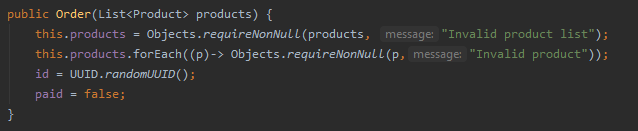 public Order(List<Product> products) {
this.products = Objects.requireNonNull(products, message: "Invalid product list");
this.products.forEach((p)-> Objects.requireNonNull(p, message: "Invalid product"));
id = UUID.randomUUID();
paid = false;
}